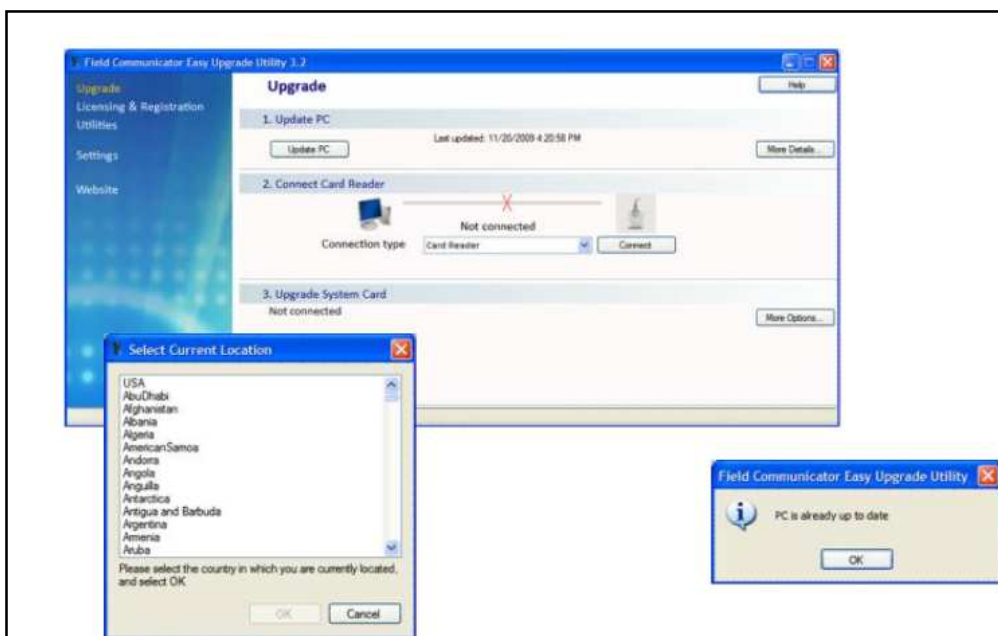 Field Communicator Easy Upgrade Utility 3.2
Upgrade
Licensing & Registration
Utilities
Settings
Website
Upgrade
Help
1. Update PC
Update PC
Last updated: 11/20/2009 4:20:58 PM
More Details...
2. Connect Card Reader
Not connected
Connection type
Card Reader
Connect
3. Upgrade System Card
Not connected
More Options...
Select Current Location
USA
AbuDhabi
Afghanistan
Albania
Algeria
AmericanSamoa
Andorra
Angola
Anguilla
Antarctica
Antigua and Barbuda
Argentina
Armenia
Aruba
Please select the country in which you are currently located,
and select OK
OK
Cancel
Field Communicator Easy Upgrade Utility
PC is already up to date
OK